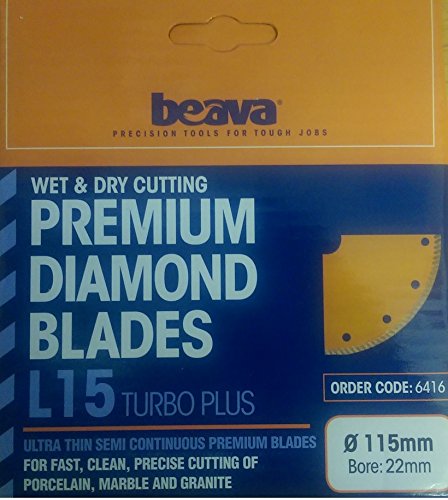 beava®
PRECISION TOOLS FOR TOUGH JOBS
WET & DRY CUTTING
PREMIUM
DIAMOND
BLADES
L15 TURBO PLUS
ORDER CODE: 6416
ULTRA THIN SEMI CONTINUOUS PREMIUM BLADES
FOR FAST, CLEAN, PRECISE CUTTING OF
PORCELAIN, MARBLE AND GRANITE
Ø 115mm
Bore: 22mm